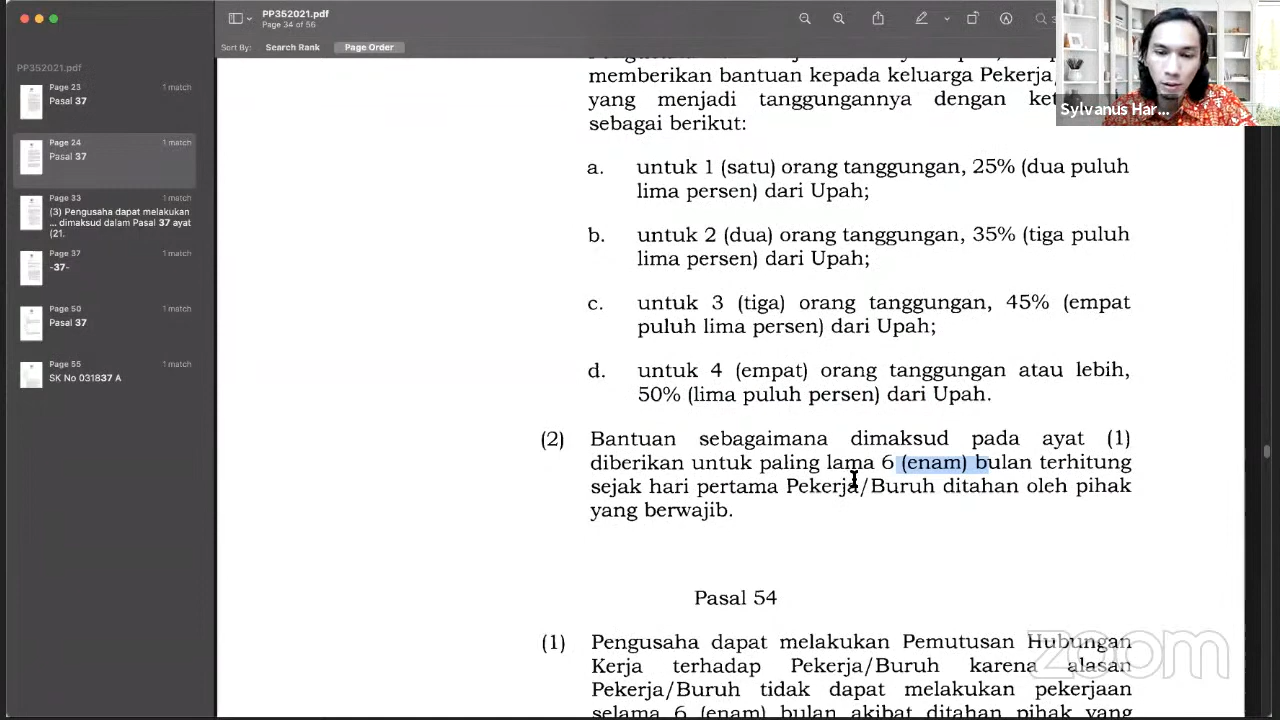 PP352021.pdf
Page 34 of 56
Sort By: Search Rank Page Order
PP352021.pdf
Page 23 1 match
Pasal 37
Page 24 1 match
Pasal 37
Page 33 1 match
(3) Pengusaha dapat melakukan
... dimaksud dalam Pasal 37 ayat
(21.
Page 37 1 match
-37-
Page 50 1 match
Pasal 37
Page 55 1 match
SK No 031837 A
memberikan bantuan kepada keluarga Pekerja/
yang menjadi tanggungannya dengan
sebagai berikut:
a. untuk 1 (satu) orang tanggungan, 25% (dua puluh
lima persen) dari Upah;
b. untuk 2 (dua) orang tanggungan, 35% (tiga puluh
lima persen) dari Upah;
c. untuk 3 (tiga) orang tanggungan, 45% (empat
puluh lima persen) dari Upah;
d. untuk 4 (empat) orang tanggungan atau lebih,
50% (lima puluh persen) dari Upah.
(2) Bantuan sebagaimana dimaksud pada ayat (1)
diberikan untuk paling lama 6 (enam) bulan terhitung
sejak hari pertama Pekerja/Buruh ditahan oleh pihak
yang berwajib.
Pasal 54
(1) Pengusaha dapat melakukan Pemutusan Hubungan
Kerja terhadap Pekerja/Buruh karena alasan
Pekerja/Buruh tidak dapat melakukan pekerjaan
selama 6 (enam) bulan akibat ditahan pihak yang
Sylvanus Har...
zoom